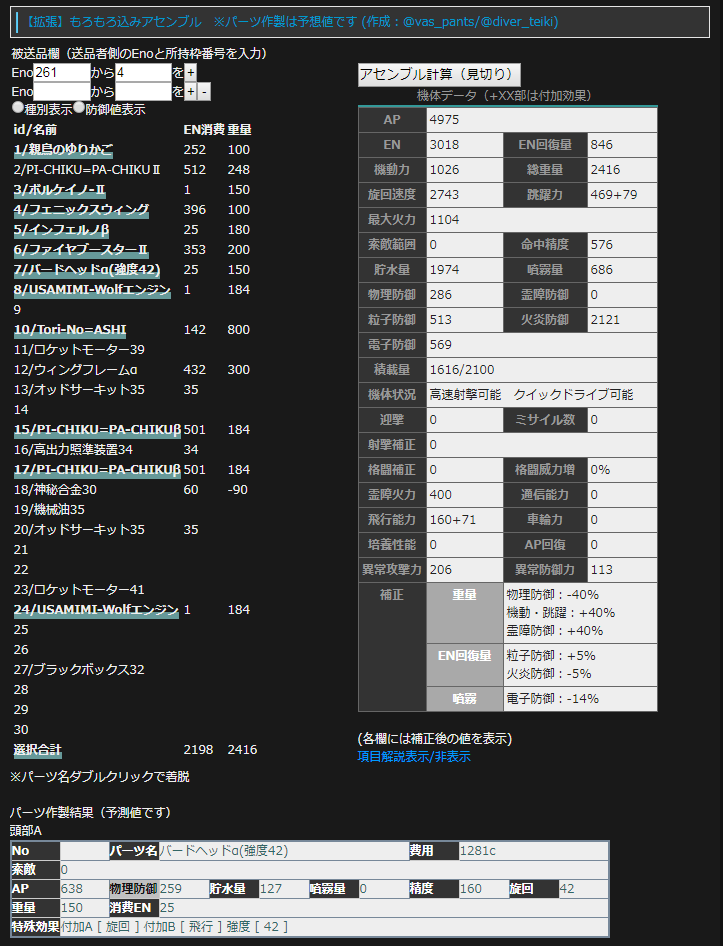 【拡張】もろもろ込みアセンブル　※パーツ作製は予想値です (作成：@vas_pants/@diver_teiki)
被送品欄（送品者側のEnoと所持枠番号を入力）
Eno 261 から 4 を +
Eno から を + -
種別表示 防御値表示
id/名前 EN消費 重量
1/親鳥のゆりかご 252 100
2/PI-CHIKU=PA-CHIKUⅡ 512 248
3/ボルケイノ-Ⅱ 1 150
4/フェニックスウィング 396 100
5/インフェルノβ 25 180
6/ファイヤブースターⅡ 353 200
7/バードヘッドα(強度42) 25 150
8/USAMIMI-Wolfエンジン 1 184
9
10/Tori-No=ASHI 142 800
11/ロケットモーター39
12/ウィングフレームα 432 300
13/オッドサーキット35 35
14
15/PI-CHIKU=PA-CHIKUβ 501 184
16/高出力照準装置34 34
17/PI-CHIKU=PA-CHIKUβ 501 184
18/神秘合金30 60 -90
19/機械油35
20/オッドサーキット35 35
21
22
23/ロケットモーター41
24/USAMIMI-Wolfエンジン 1 184
25
26
27/ブラックボックス32
28
29
30
選択合計 2198 2416
※パーツ名ダブルクリックで着脱
アセンブル計算（見切り）
機体データ（+XX部は付加効果）
AP 4975
EN 3018 EN回復量 846
機動力 1026 総重量 2416
旋回速度 2743 跳躍力 469+79
最大火力 1104
索敵範囲 0 命中精度 576
貯水量 1974 噴霧量 686
物理防御 286 霊障防御 0
粒子防御 513 火炎防御 2121
電子防御 569
積載量 1616/2100
機体状況 高速射撃可能　クイックドライブ可能
迎撃 0 ミサイル数 0
射撃補正 0
格闘補正 0 格闘威力増 0%
霊障火力 400 通信能力 0
飛行能力 160+71 車輪力 0
培養性能 0 AP回復 0
異常攻撃力 206 異常防御力 113
補正 重量 物理防御：-40%
機動・跳躍：+40%
霊障防御：+40%
EN回復量 粒子防御：+5%
火炎防御：-5%
噴霧 電子防御：-14%
(各欄には補正後の値を表示)
項目解説表示/非表示
パーツ作製結果（予測値です）
頭部A
No パーツ名 バードヘッドα(強度42) 費用 1281c
索敵 0
AP 638 物理防御 259 貯水量 127 噴霧量 0 精度 160 旋回 42
重量 150 消費EN 25
特殊効果 付加A [ 旋回 ] 付加B [ 飛行 ] 強度 [ 42 ]